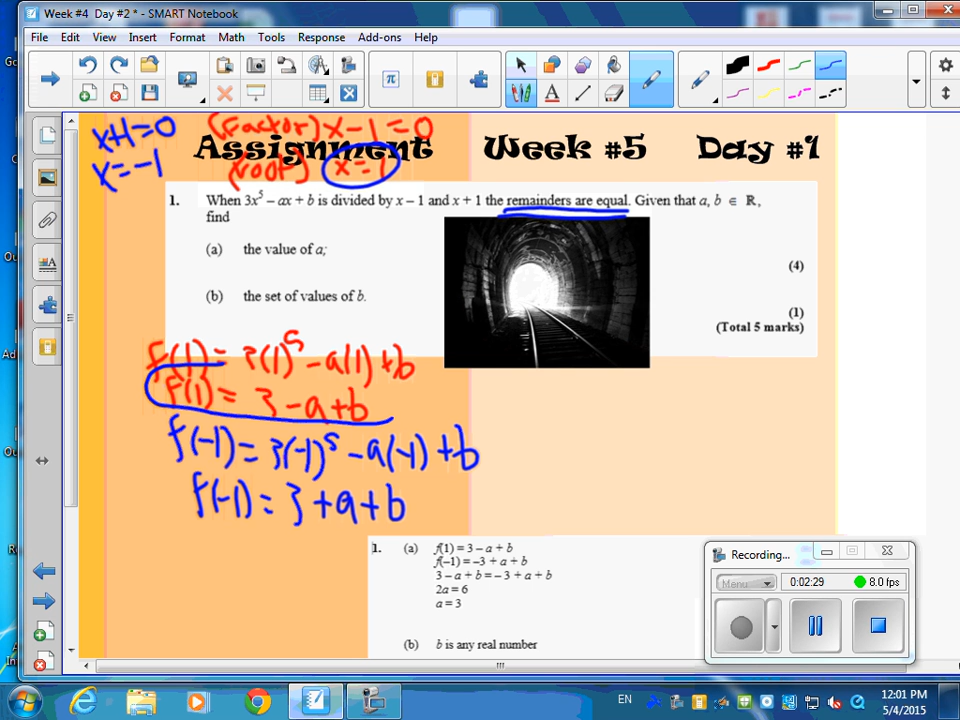 Week #4 Day #2 * - SMART Notebook
File Edit View Insert Format Math Tools Response Add-ons Help
x+1=0 (factor) x-1=0
x=-1 (root) x=1
Assignment Week #5 Day #1
1. When 3x⁵ – ax + b is divided by x – 1 and x + 1 the remainders are equal. Given that a, b ∈ ℝ,
find
(a) the value of a;
(4)
(b) the set of values of b.
(1)
(Total 5 marks)
f(1) = 3(1)⁵ - a(1) + b
f(1) = 3 - a + b
f(-1) = 3(-1)⁵ - a(-1) + b
f(-1) = 3 + a + b
1. (a) f(1) = 3 – a + b
f(–1) = –3 + a + b
3 – a + b = – 3 + a + b
2a = 6
a = 3
(b) b is any real number
Recording...
Menu 0:02:29 8.0 fps
EN
12:01 PM
5/4/2015